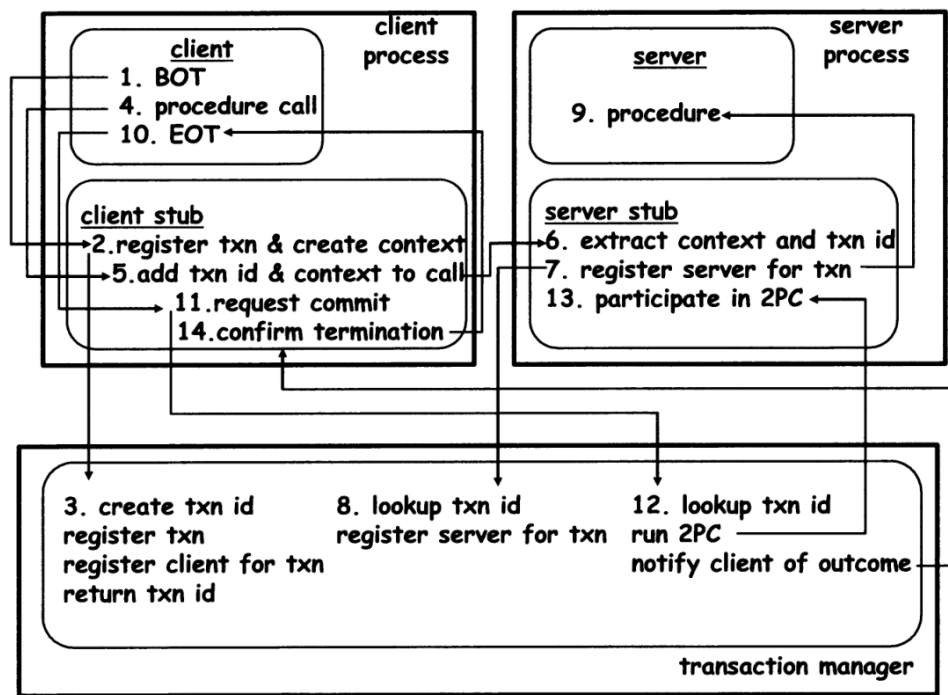 client
process
client
1. BOT
4. procedure call
10. EOT
client stub
2.register txn & create context
5.add txn id & context to call
11.request commit
14.confirm termination
server
process
server
9. procedure
server stub
6. extract context and txn id
7. register server for txn
13. participate in 2PC
3. create txn id
register txn
register client for txn
return txn id
8. lookup txn id
register server for txn
12. lookup txn id
run 2PC
notify client of outcome
transaction manager